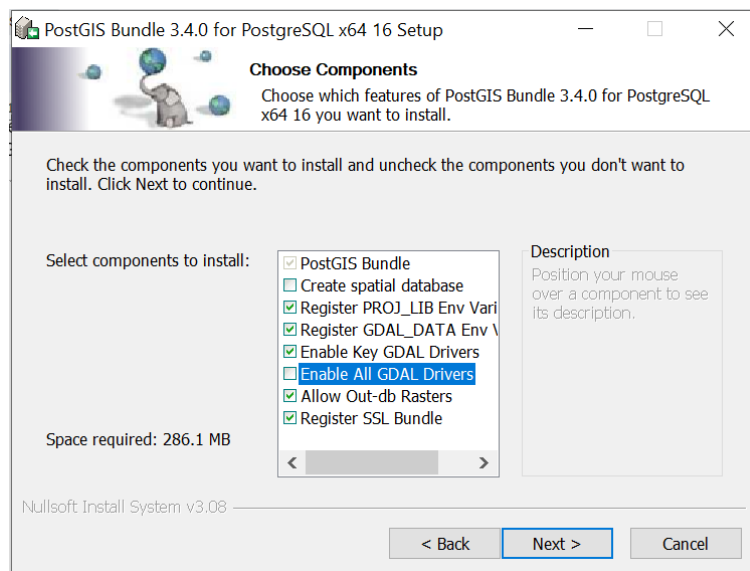 PostGIS Bundle 3.4.0 for PostgreSQL x64 16 Setup
Choose Components
Choose which features of PostGIS Bundle 3.4.0 for PostgreSQL
x64 16 you want to install.
Check the components you want to install and uncheck the components you don't want to
install. Click Next to continue.
Select components to install:
PostGIS Bundle
Create spatial database
Register PROJ_LIB Env Vari
Register GDAL_DATA Env V
Enable Key GDAL Drivers
Enable All GDAL Drivers
Allow Out-db Rasters
Register SSL Bundle
Description
Position your mouse
over a component to see
its description.
Space required: 286.1 MB
Nullsoft Install System v3.08
< Back
Next >
Cancel